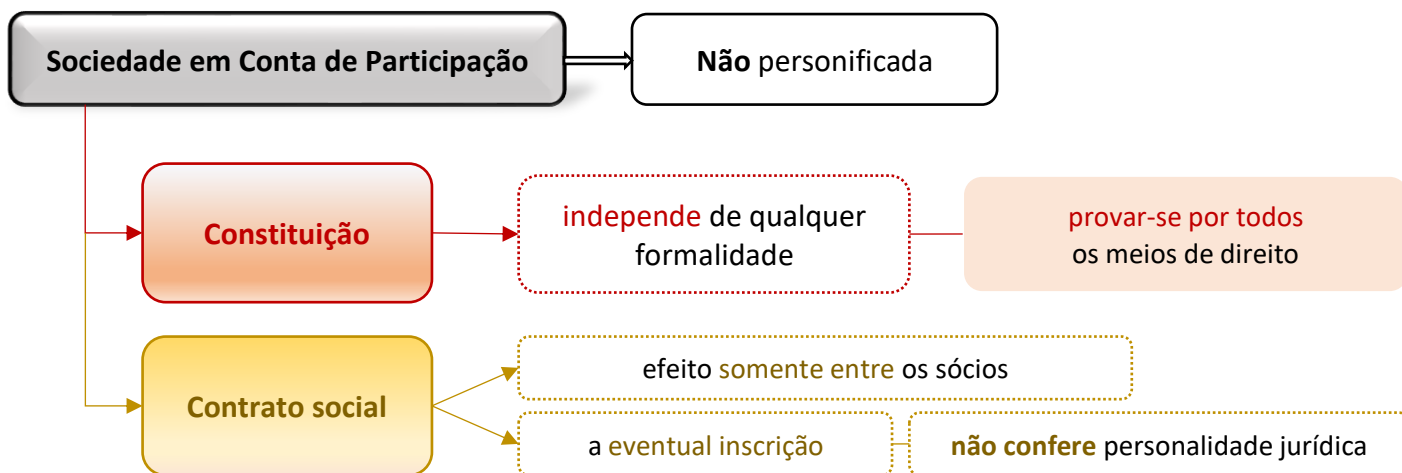 Sociedade em Conta de Participação
Não personificada
Constituição
independe de qualquer
formalidade
provar-se por todos
os meios de direito
Contrato social
efeito somente entre os sócios
a eventual inscrição
não confere personalidade jurídica